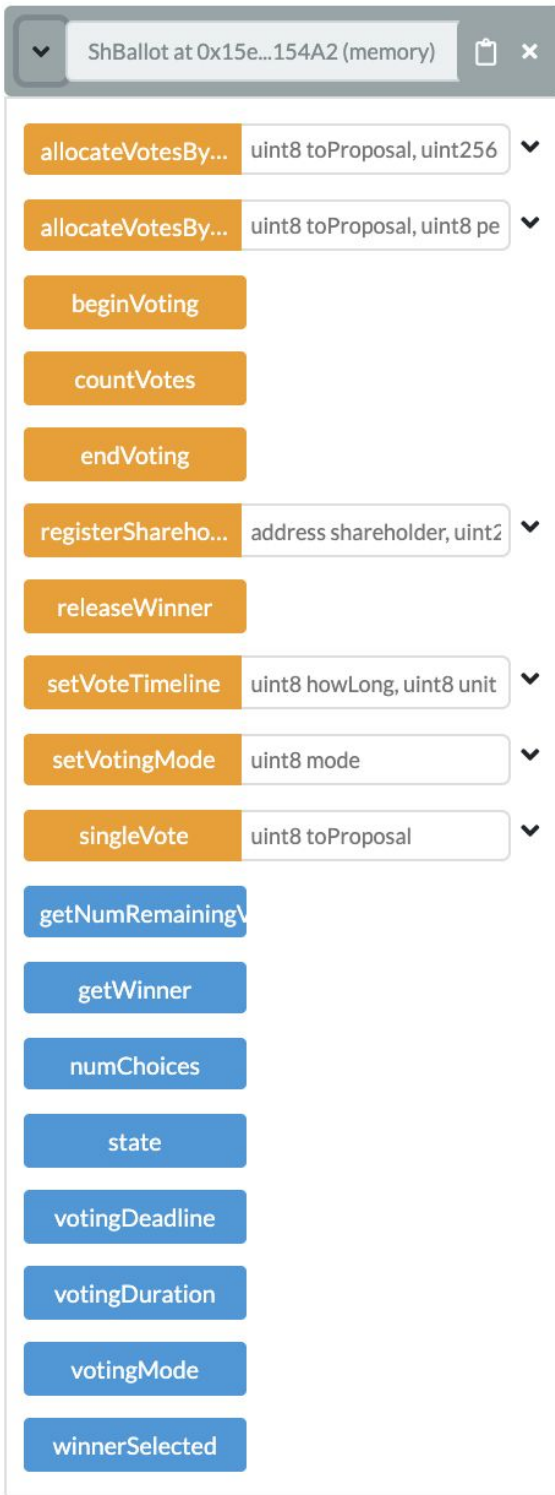 ShBallot at 0x15e...154A2 (memory)
allocateVotesBy... uint8 toProposal, uint256
allocateVotesBy... uint8 toProposal, uint8 pe
beginVoting
countVotes
endVoting
registerShareho... address shareholder, uint2
releaseWinner
setVoteTimeline uint8 howLong, uint8 unit
setVotingMode uint8 mode
singleVote uint8 toProposal
getNumRemainingV
getWinner
numChoices
state
votingDeadline
votingDuration
votingMode
winnerSelected